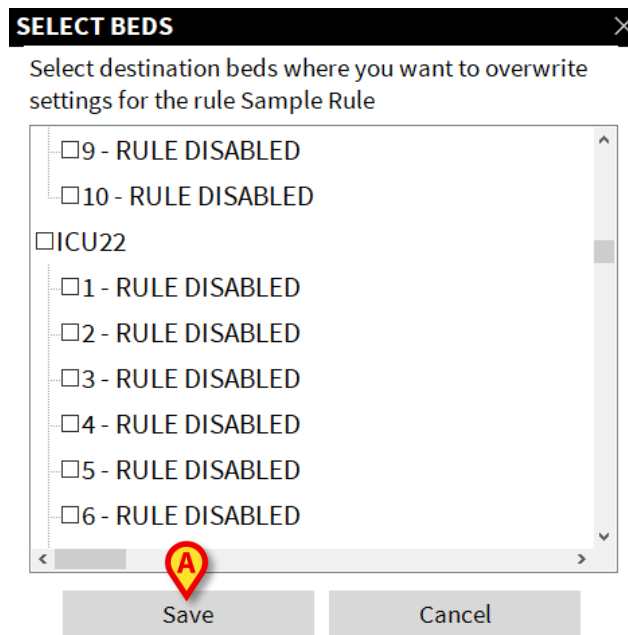 SELECT BEDS
Select destination beds where you want to overwrite
settings for the rule Sample Rule
9 - RULE DISABLED
10 - RULE DISABLED
ICU22
1 - RULE DISABLED
2 - RULE DISABLED
3 - RULE DISABLED
4 - RULE DISABLED
5 - RULE DISABLED
6 - RULE DISABLED
A
Save Cancel